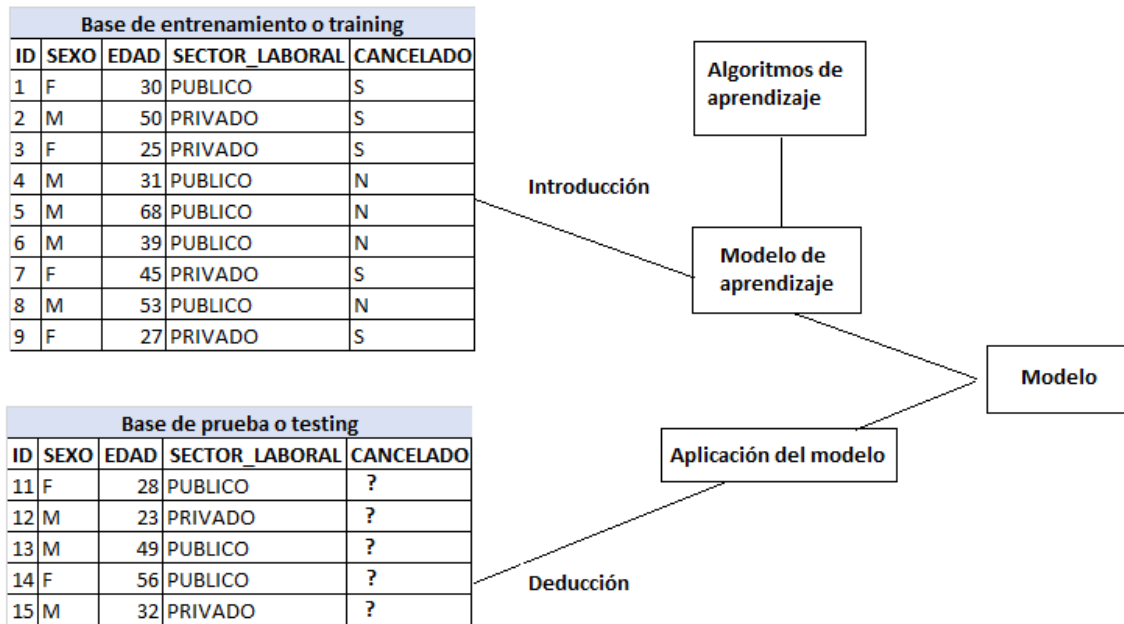 Base de entrenamiento o training
ID SEXO EDAD SECTOR_LABORAL CANCELADO
1 F 30 PUBLICO S
2 M 50 PRIVADO S
3 F 25 PRIVADO S
4 M 31 PUBLICO N
5 M 68 PUBLICO N
6 M 39 PUBLICO N
7 F 45 PRIVADO S
8 M 53 PUBLICO N
9 F 27 PRIVADO S
Algoritmos de
aprendizaje
Introducción
Modelo de
aprendizaje
Modelo
Base de prueba o testing
ID SEXO EDAD SECTOR_LABORAL CANCELADO
11 F 28 PUBLICO ?
12 M 23 PRIVADO ?
13 M 49 PUBLICO ?
14 F 56 PUBLICO ?
15 M 32 PRIVADO ?
Aplicación del modelo
Deducción